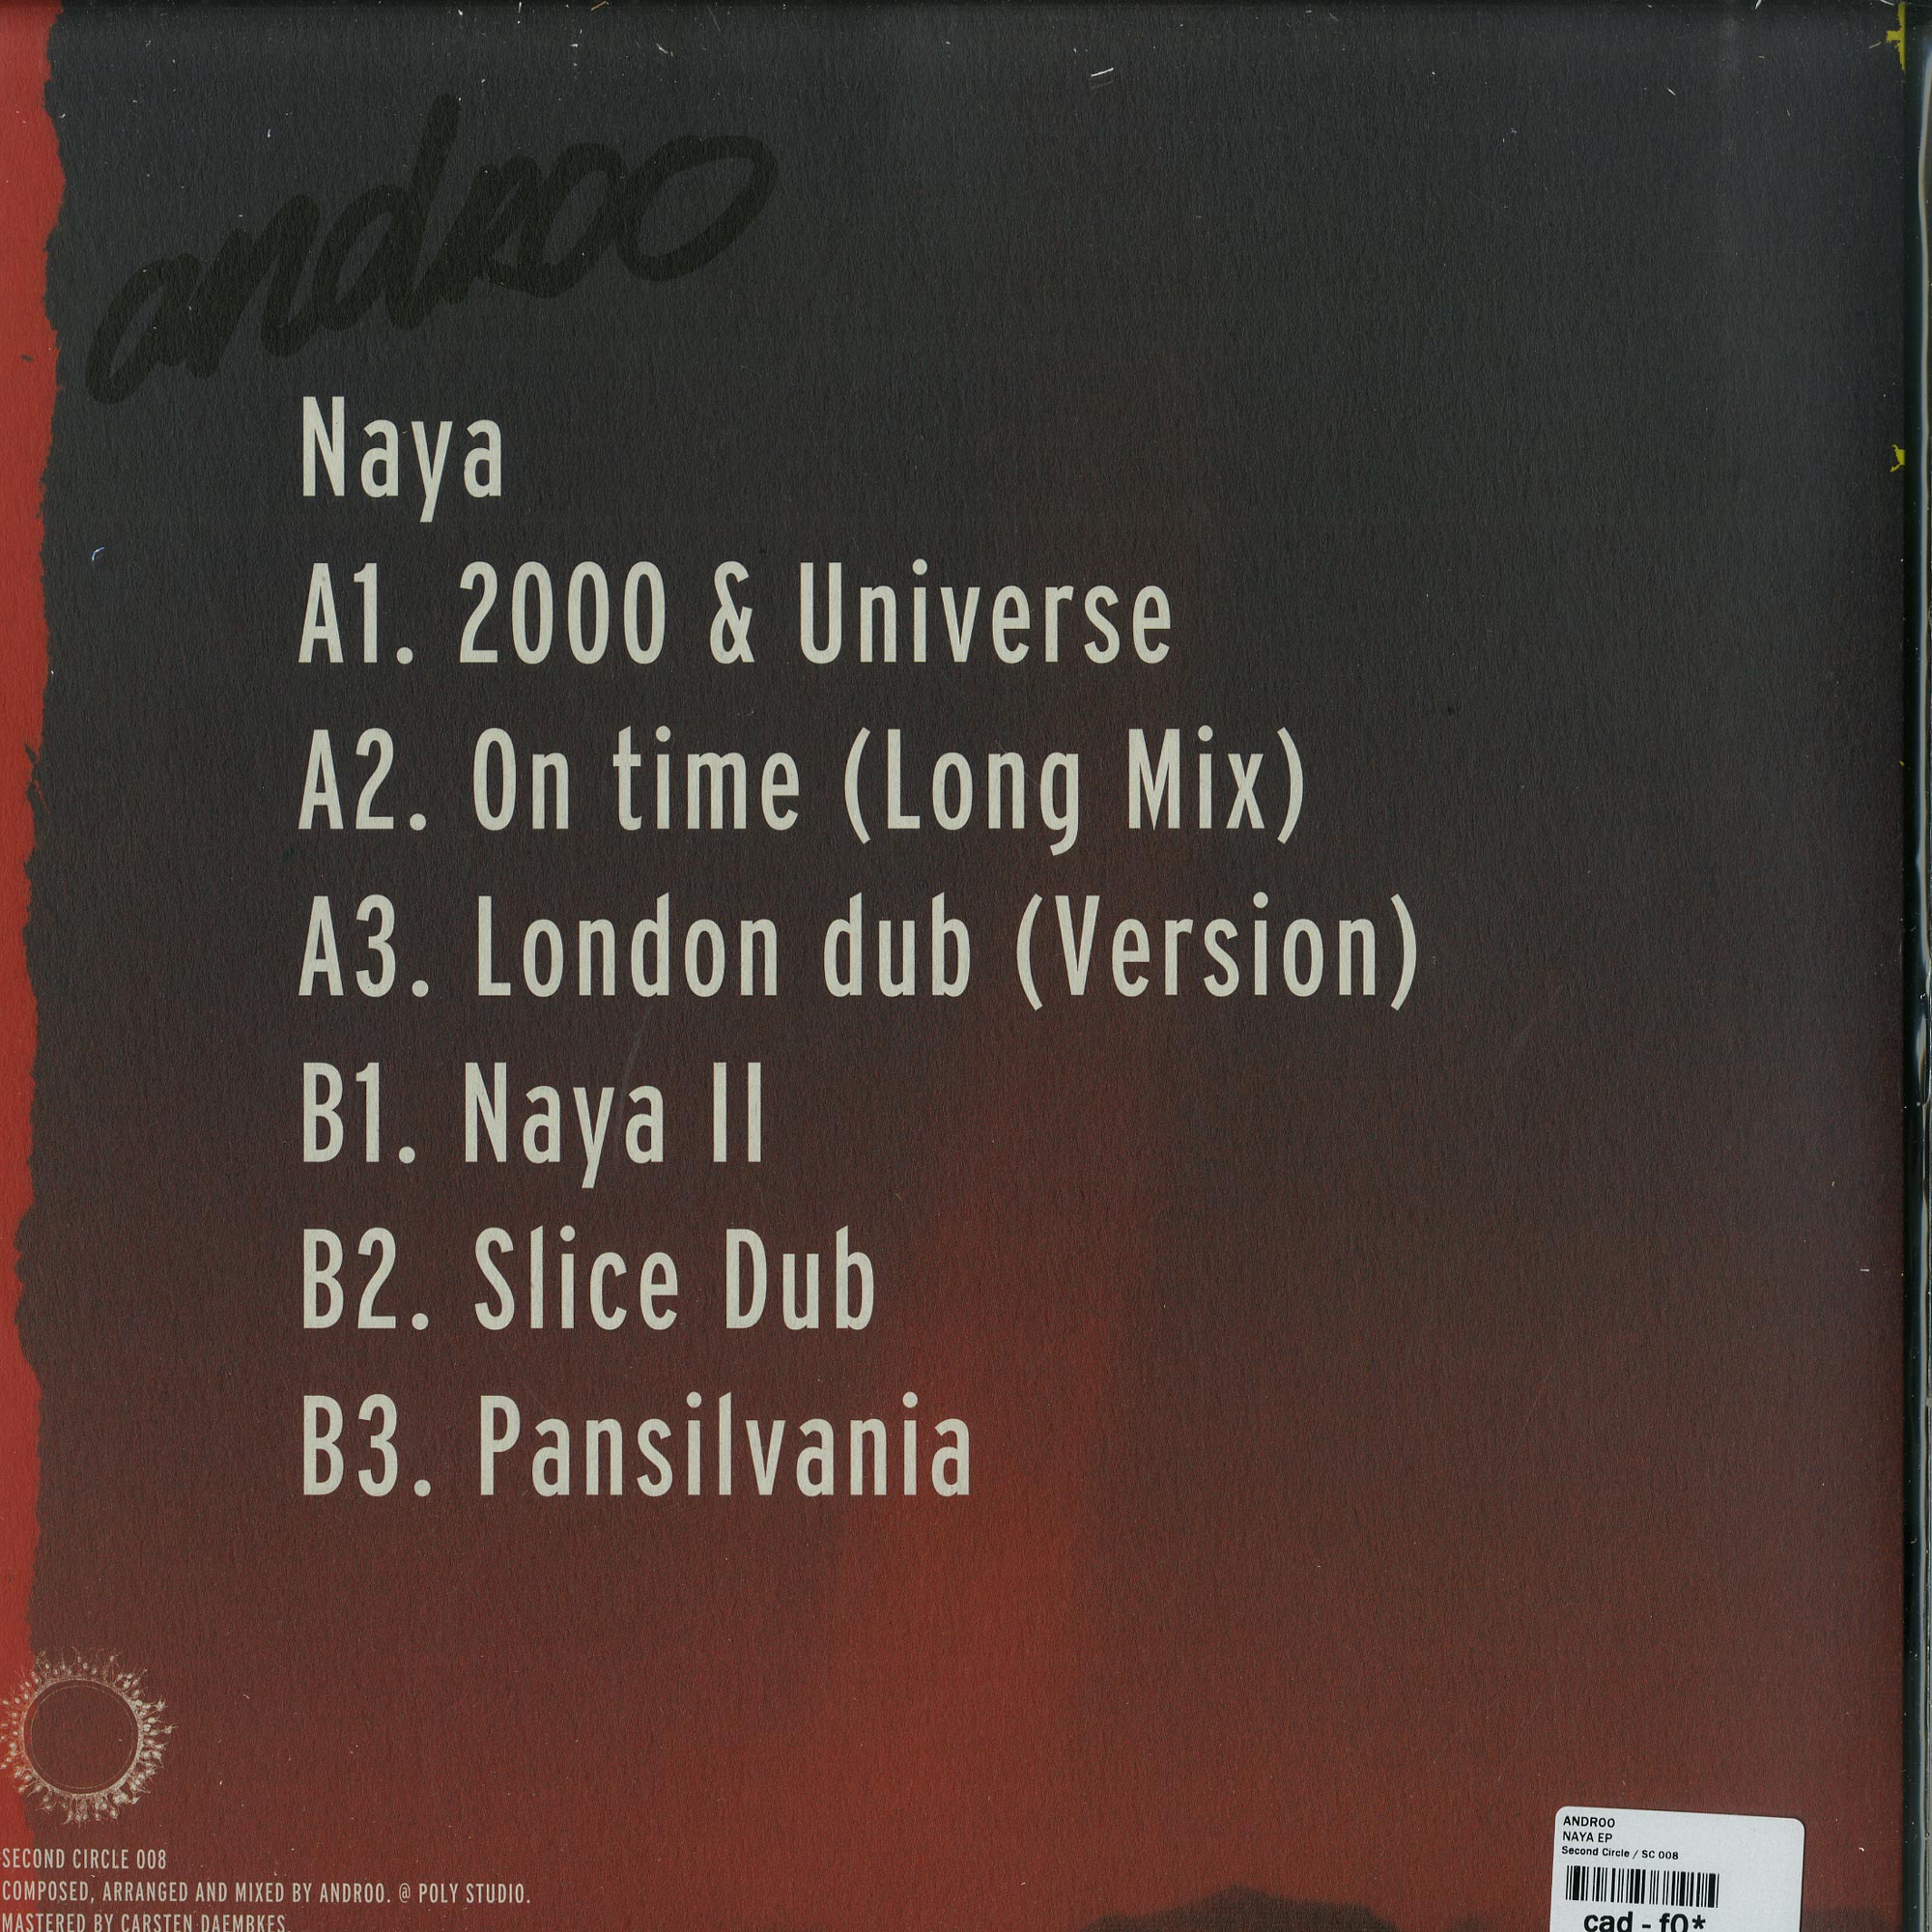 androo
Naya
A1. 2000 & Universe
A2. On time (Long Mix)
A3. London dub (Version)
B1. Naya II
B2. Slice Dub
B3. Pansilvania
SECOND CIRCLE 008
COMPOSED, ARRANGED AND MIXED BY ANDROO. @ POLY STUDIO.
MASTERED BY CARSTEN DAEMBKES.
ANDROO
NAYA EP
Second Circle / SC 008
cad - f0*